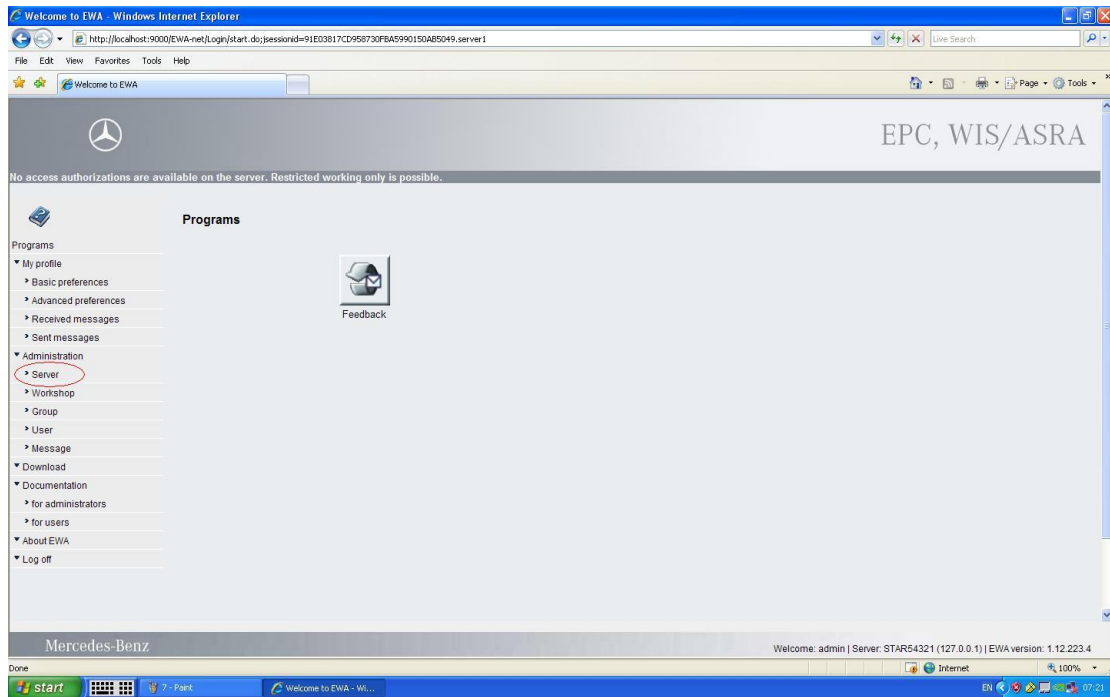 Welcome to EWA - Windows Internet Explorer
http://localhost:9000/EWA-net/Login/start.do;jsessionid=91E03817CD958730FBA5990150AB5049.server1
Live Search
File Edit View Favorites Tools Help
Welcome to EWA
Page Tools
EPC, WIS/ASRA
No access authorizations are available on the server. Restricted working only is possible.
Programs
Programs
My profile
Basic preferences
Advanced preferences
Received messages
Sent messages
Administration
Server
Workshop
Group
User
Message
Download
Documentation
for administrators
for users
About EWA
Log off
Feedback
Mercedes-Benz
Welcome: admin | Server: STAR54321 (127.0.0.1) | EWA version: 1.12.223.4
Done
Internet
100%
start
7 - Paint
Welcome to EWA - Wi...
EN
07:21